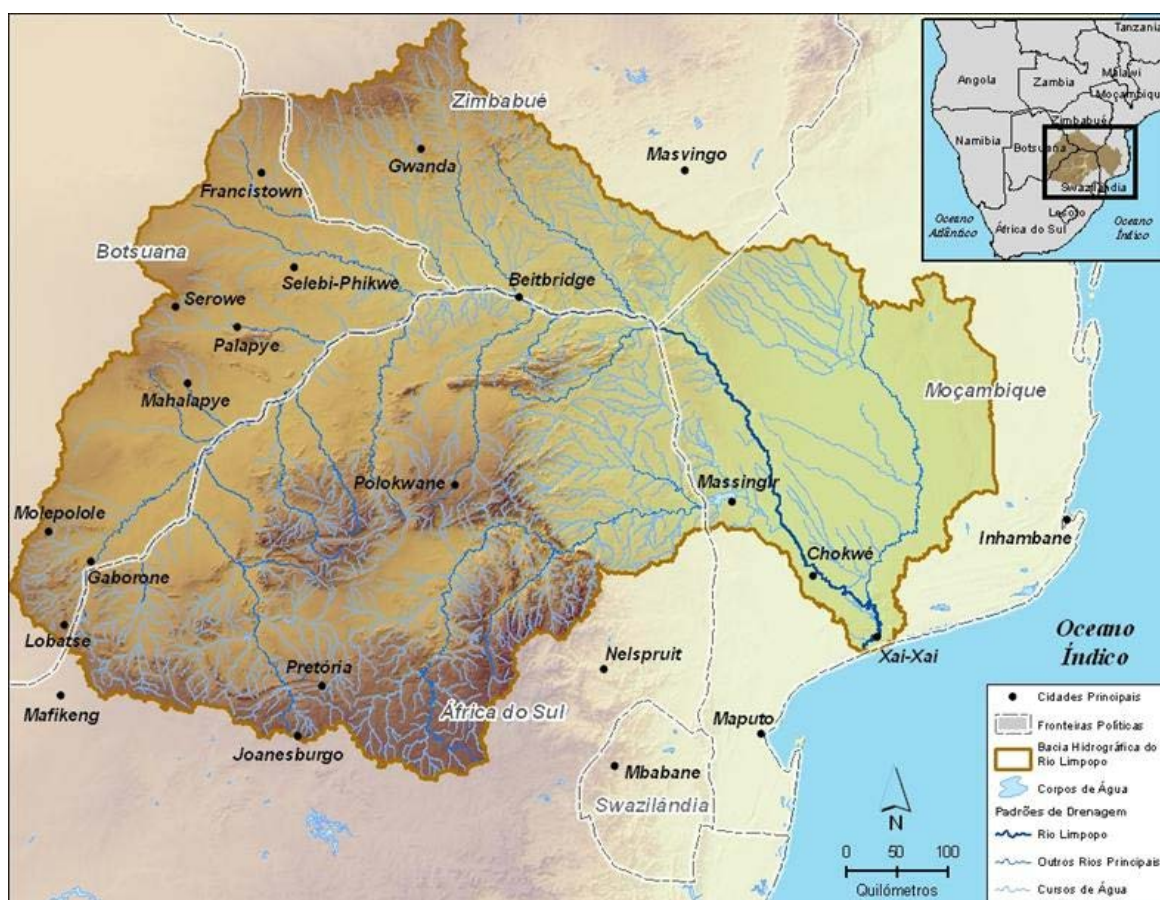 Zimbabué
Masvingo
Gwanda
Francistown
Botsuana
Selebi-Phikwe
Beitbridge
Serowe
Palapye
Mahalapye
Moçambique
Polokwane
Massingir
Molepolole
Inhambane
Chokwé
Gaborone
Lobatse
Xai-Xai
Oceano
Índico
Nelspruit
Pretória
África do Sul
Mafikeng
Joanesburgo
Maputo
Mbabane
Swazilândia
N
0 50 100
Quilómetros
Tanzania
Angola
Zambia
Malawi
Moçambique
Zimbabué
Namibia
Botsuana
Swazilândia
Lesoto
África do Sul
Oceano
Atlântico
Oceano
Índico
Cidades Principais
Fronteiras Políticas
Bacia Hidrográfica do
Rio Limpopo
Corpos de Água
Padrões de Drenagem
Rio Limpopo
Outros Rios Principais
Cursos de Água